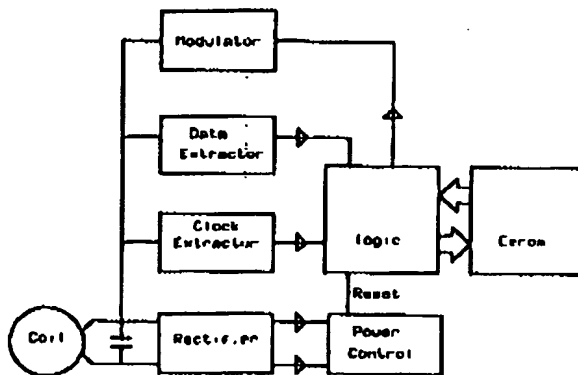 Modulator
Data
Extractor
Clock
Extractor
logic
Eerom
Reset
Coil
Rectifier
Power
Control